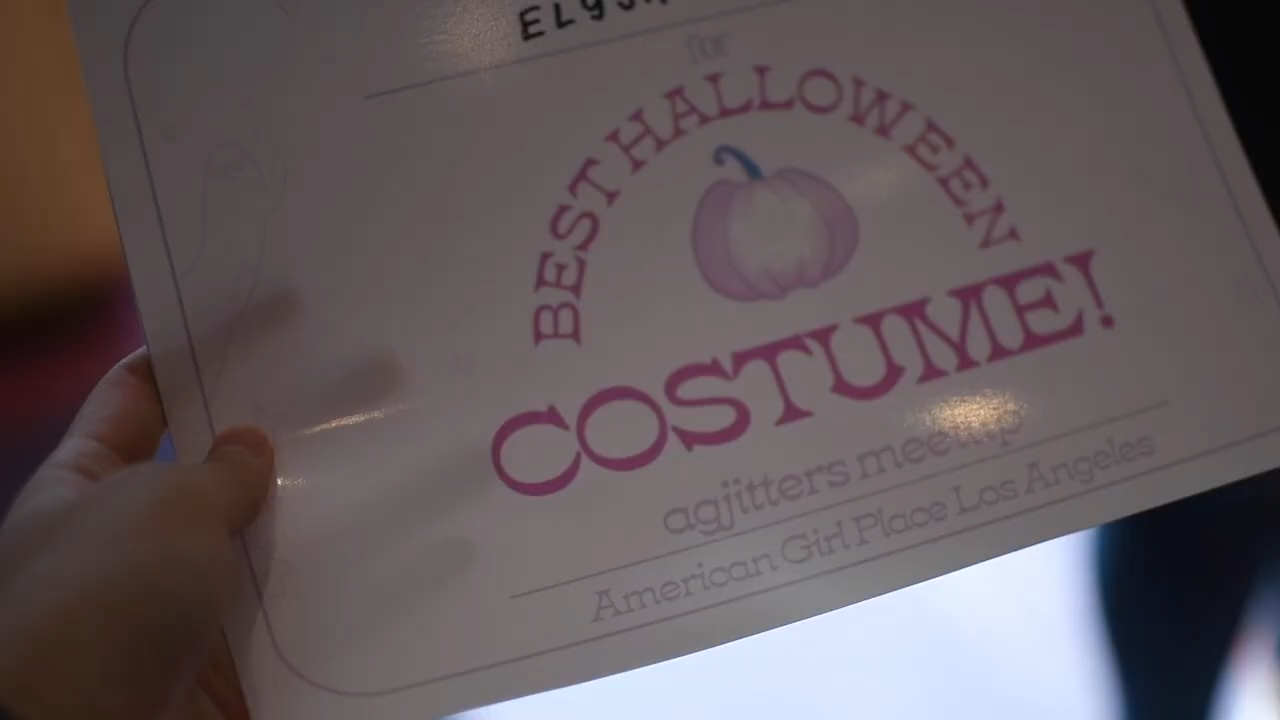 for
BEST HALLOWEEN
COSTUME!
agjitters meetup
American Girl Place Los Angeles